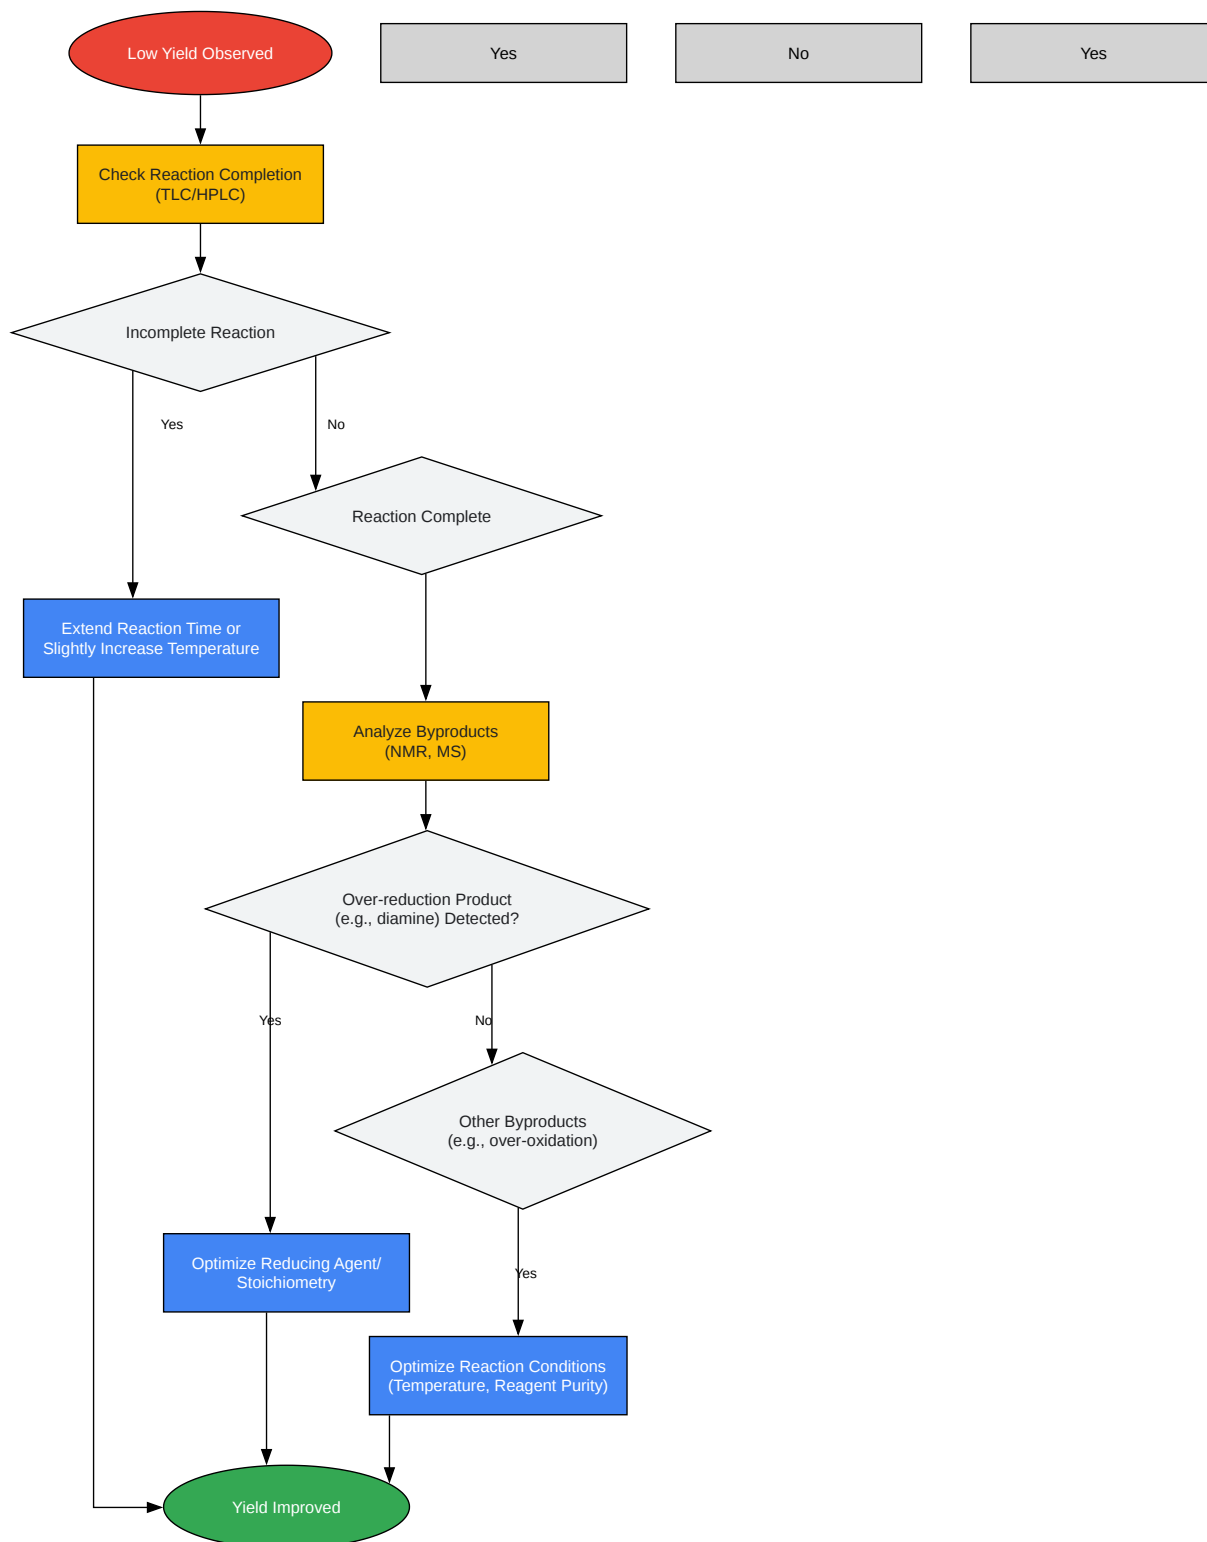 Low Yield Observed
Yes
No
Yes
Check Reaction Completion
(TLC/HPLC)
Incomplete Reaction
Yes
No
Reaction Complete
Extend Reaction Time or
Slightly Increase Temperature
Analyze Byproducts
(NMR, MS)
Over-reduction Product
(e.g., diamine) Detected?
Yes
No
Other Byproducts
(e.g., over-oxidation)
Optimize Reducing Agent/
Stoichiometry
Yes
Optimize Reaction Conditions
(Temperature, Reagent Purity)
Yield Improved